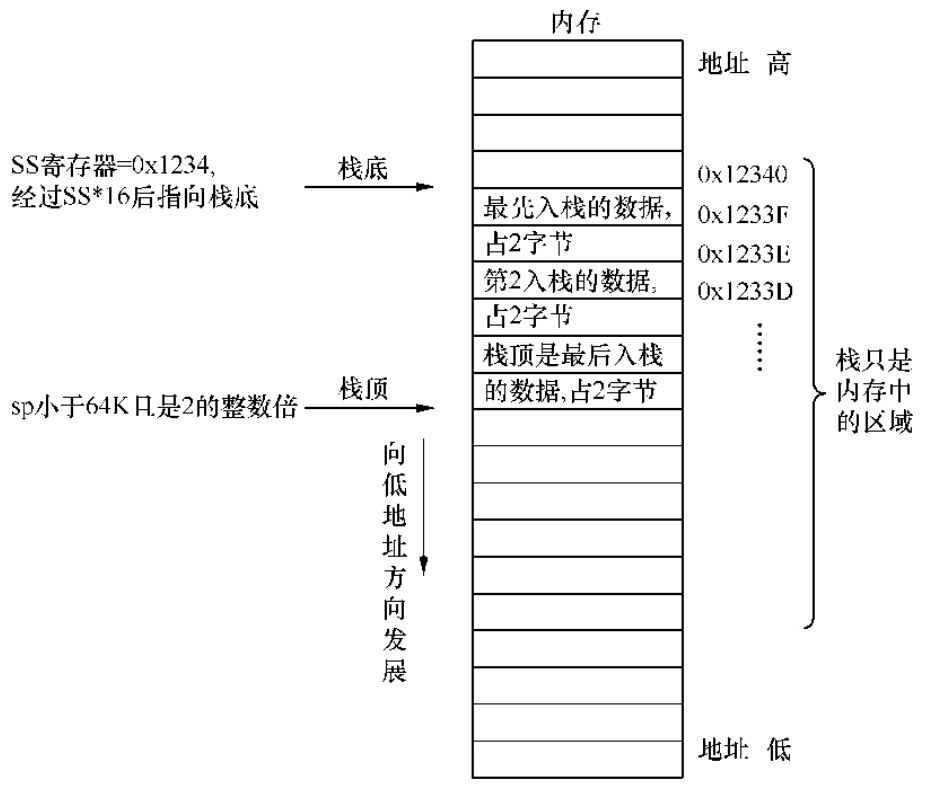 内存
地址 高
SS寄存器=0x1234,
经过SS*16后指向栈底
栈底
0x12340
最先入栈的数据,
占2字节
0x1233F
0x1233E
第2入栈的数据,
占2字节
0x1233D
……
栈顶是最后入栈
的数据,占2字节
栈顶
sp小于64K且是2的整数倍
栈只是
内存中
的区域
向低地址方向发展
地址 低